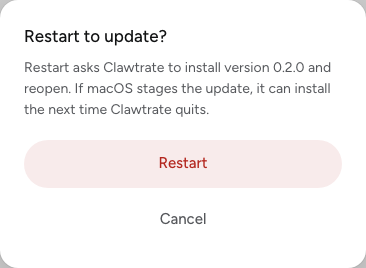 Restart to update?
Restart asks Clawtrate to install version 0.2.0 and
reopen. If macOS stages the update, it can install
the next time Clawtrate quits.
Restart
Cancel